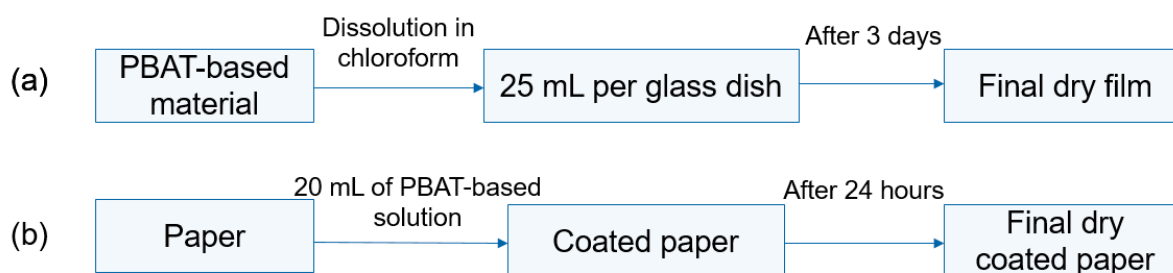 (a)
PBAT-based
material
Dissolution in
chloroform
25 mL per glass dish
After 3 days
Final dry film
(b)
Paper
20 mL of PBAT-based
solution
Coated paper
After 24 hours
Final dry
coated paper